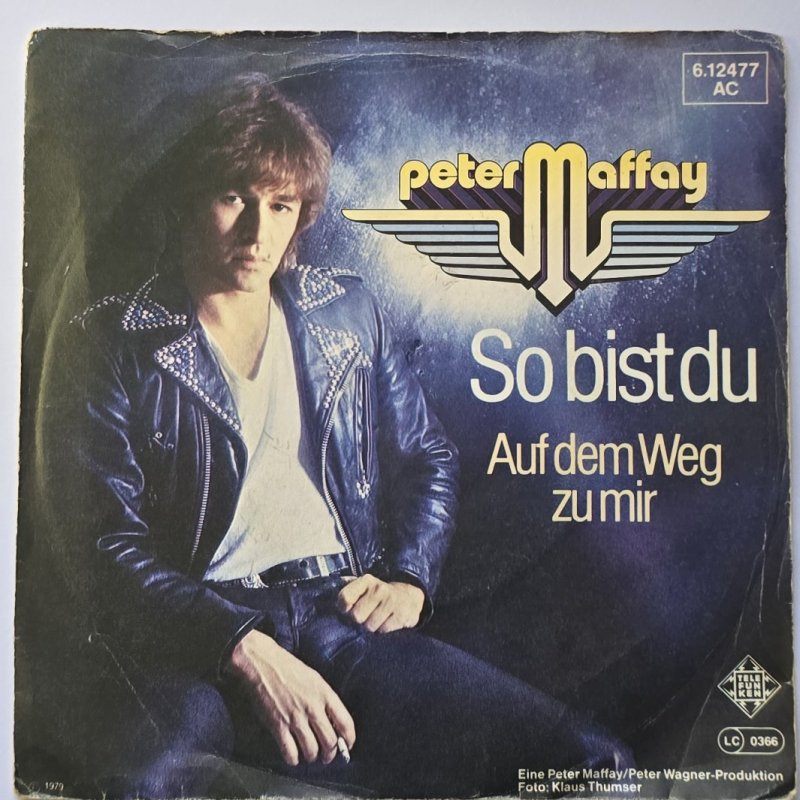 6.12477
AC
peter Maffay
So bist du
Auf dem Weg
zu mir
TELE
FUN
KEN
LC 0366
Eine Peter Maffay/Peter Wagner-Produktion
Foto: Klaus Thumser
1979